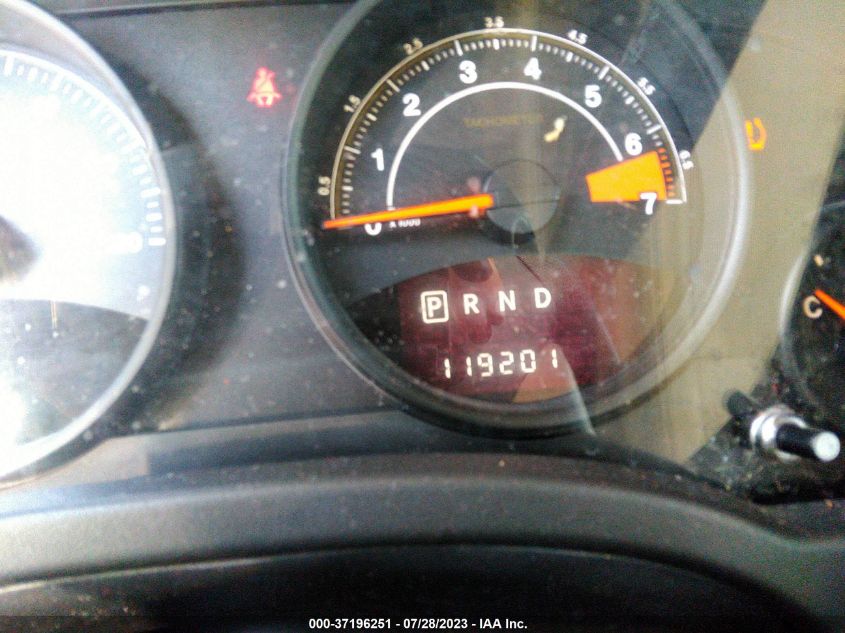 0.5 1.5 2.5 3.5 4.5 5.5 6.5
0 1 2 3 4 5 6 7
TACHOMETER
X 1000
P R N D
119201
C
000-37196251 - 07/28/2023 - IAA Inc.